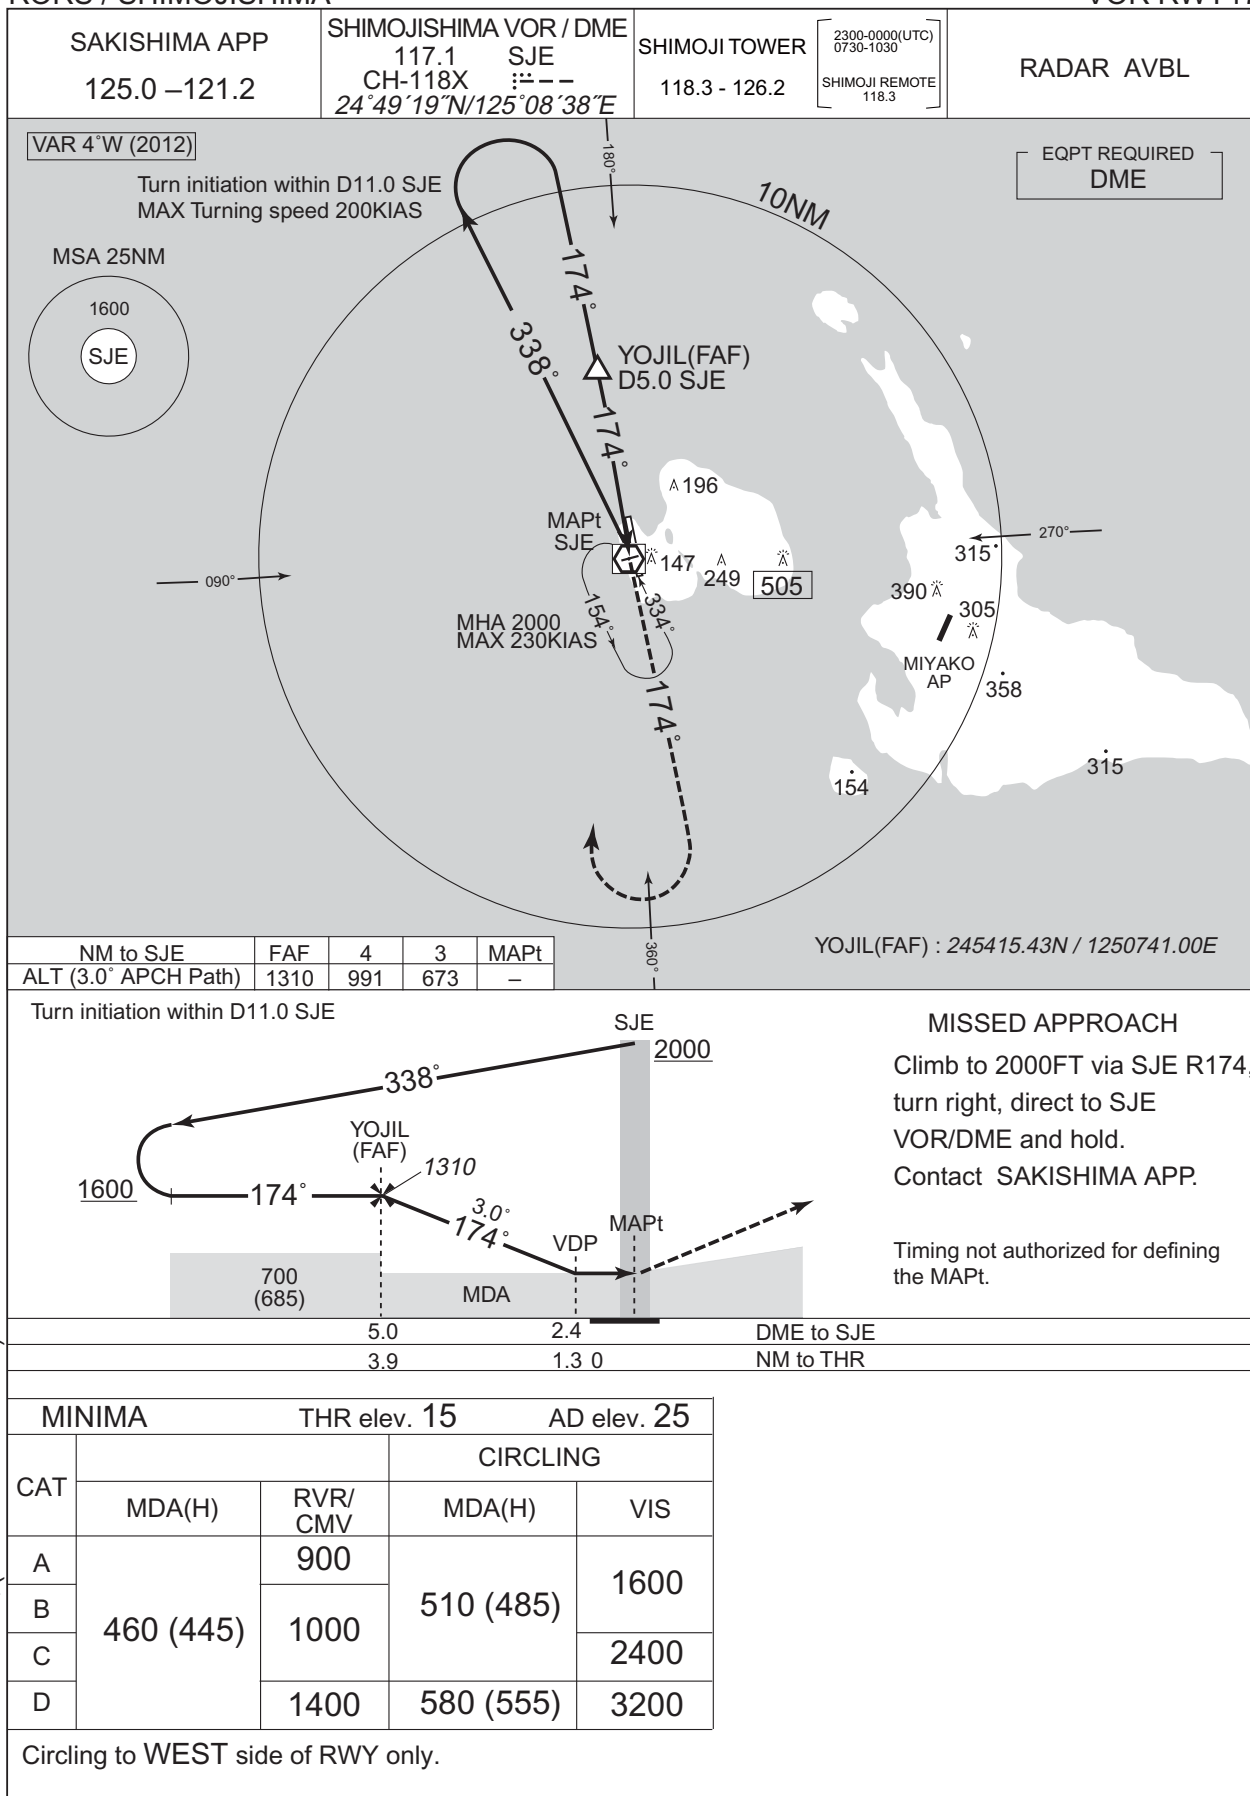 SAKISHIMA APP
125.0 –121.2
SHIMOJISHIMA VOR / DME
117.1 SJE
CH-118X
24°49´19˝N/125°08´38˝E
SHIMOJI TOWER
118.3 - 126.2
2300-0000(UTC)
0730-1030
SHIMOJI REMOTE
118.3
RADAR AVBL
VAR 4°W (2012)
Turn initiation within D11.0 SJE
MAX Turning speed 200KIAS
EQPT REQUIRED
DME
MSA 25NM
1600
SJE
180°
10NM
174°
338°
YOJIL(FAF)
D5.0 SJE
174°
196
MAPt
SJE
147
249
505
315
270°
090°
390
305
MIYAKO
AP
358
315
154
154°
334°
MHA 2000
MAX 230KIAS
174°
360°
YOJIL(FAF) : 245415.43N / 1250741.00E
NM to SJE FAF 4 3 MAPt
ALT (3.0° APCH Path) 1310 991 673 –
Turn initiation within D11.0 SJE
SJE
2000
338°
YOJIL
(FAF)
1310
1600
174°
3.0°
174°
VDP
MAPt
700
(685)
MDA
MISSED APPROACH
Climb to 2000FT via SJE R174,
turn right, direct to SJE
VOR/DME and hold.
Contact SAKISHIMA APP.
Timing not authorized for defining
the MAPt.
5.0 2.4 DME to SJE
3.9 1.3 0 NM to THR
MINIMA THR elev. 15 AD elev. 25
CAT
CIRCLING
MDA(H)
RVR/
CMV
MDA(H)
VIS
A
B
C
D
460 (445)
900
1000
1400
510 (485)
580 (555)
1600
2400
3200
Circling to WEST side of RWY only.